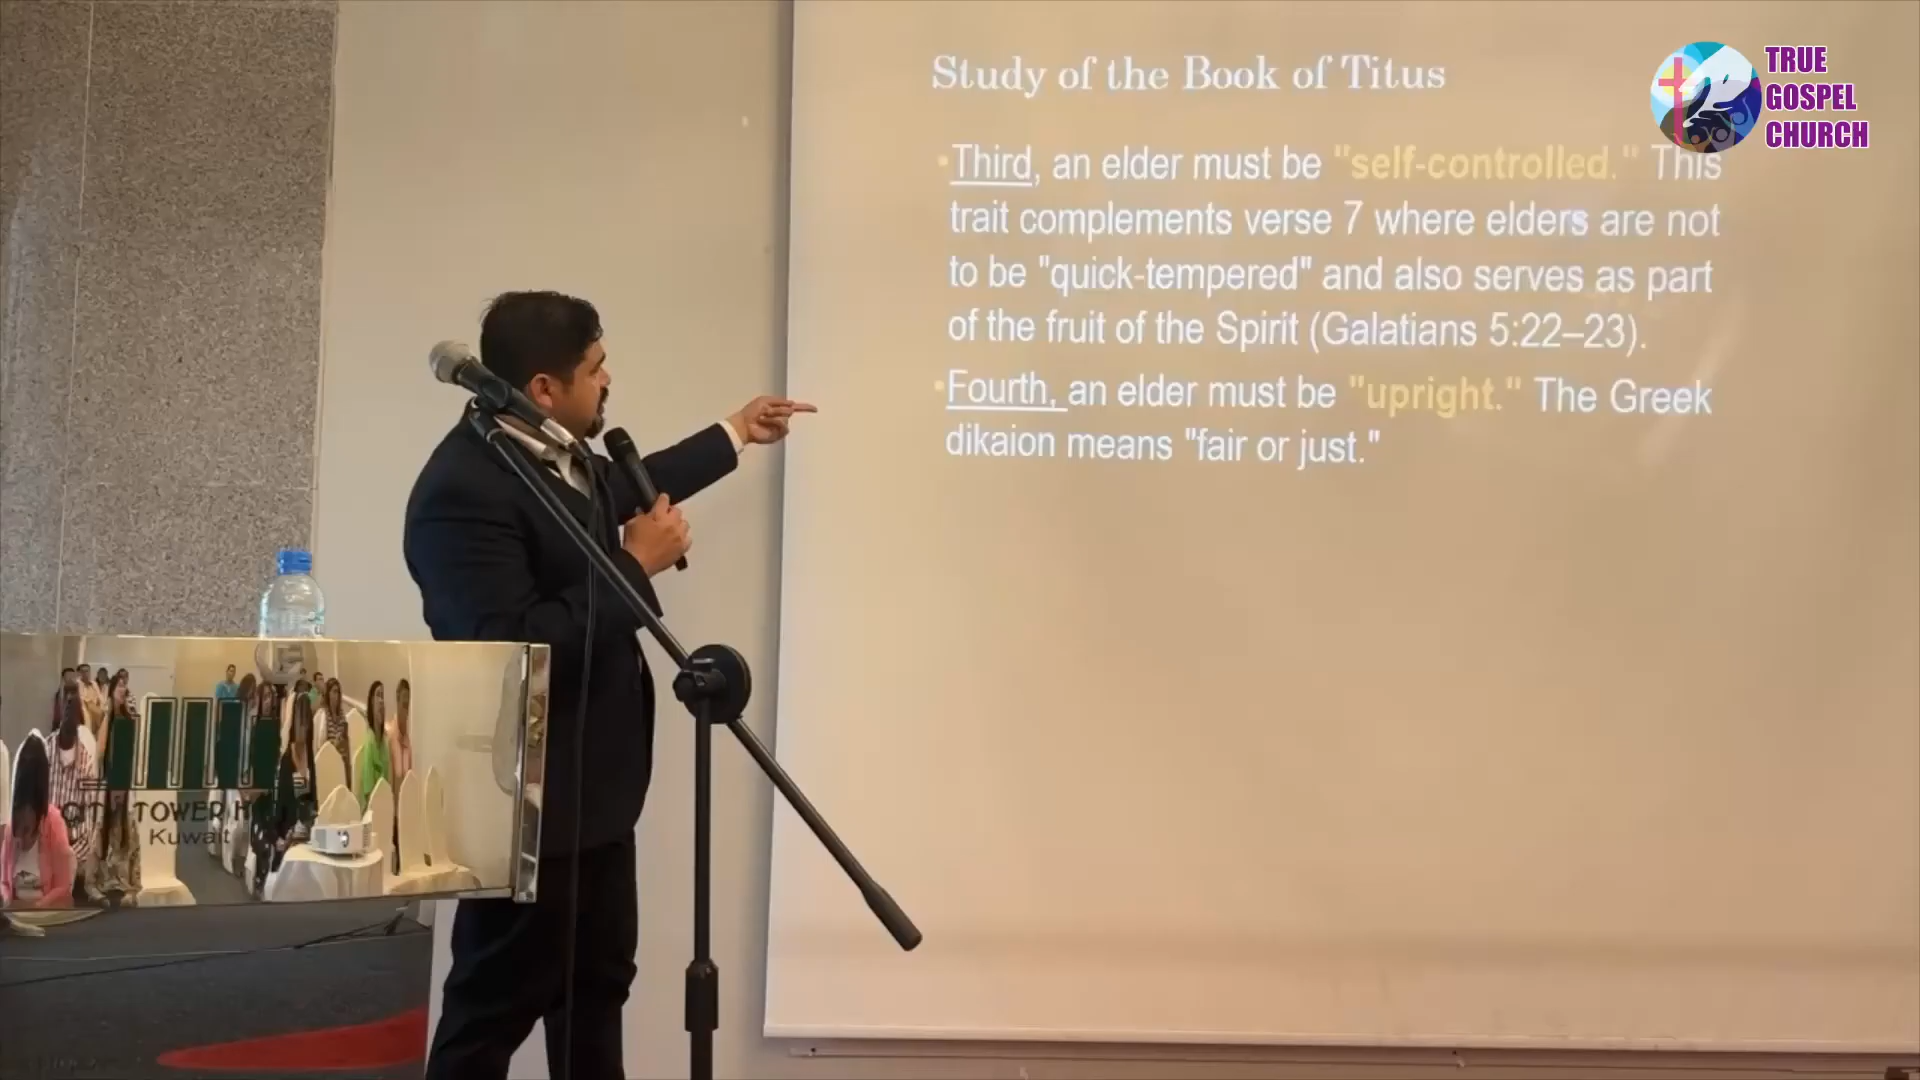 Study of the Book of Titus
TRUE
GOSPEL
CHURCH
•Third, an elder must be "self-controlled." This
trait complements verse 7 where elders are not
to be "quick-tempered" and also serves as part
of the fruit of the Spirit (Galatians 5:22–23).
•Fourth, an elder must be "upright." The Greek
dikaion means "fair or just."
CITY TOWER
Kuwait